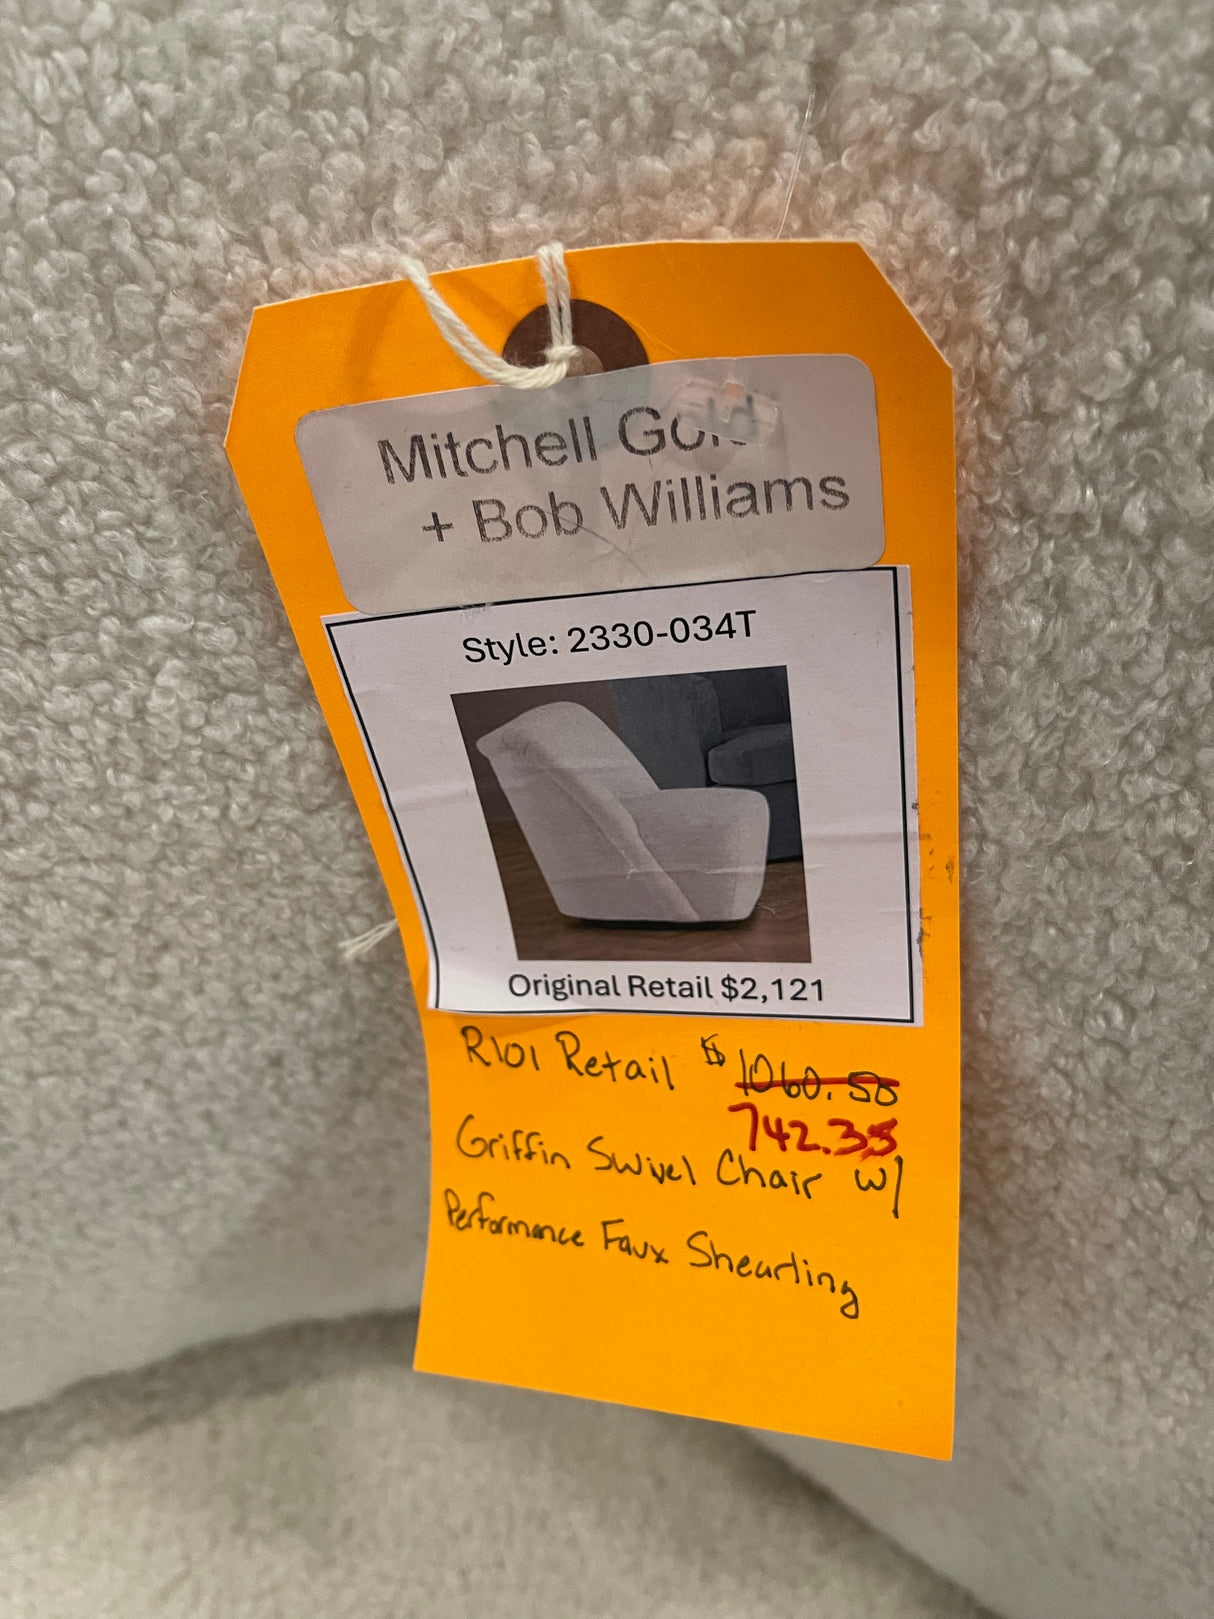 Mitchell Gold
+ Bob Williams
Style: 2330-034T
Original Retail $2,121
R101 Retail $1060.50
742.35
Griffin Swivel Chair w/
Performance Faux Shearling